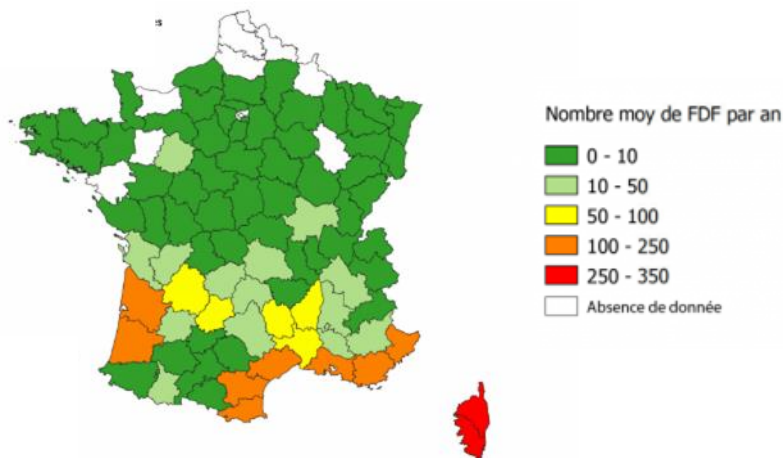 s
Nombre moy de FDF par an
0 - 10
10 - 50
50 - 100
100 - 250
250 - 350
Absence de donnée